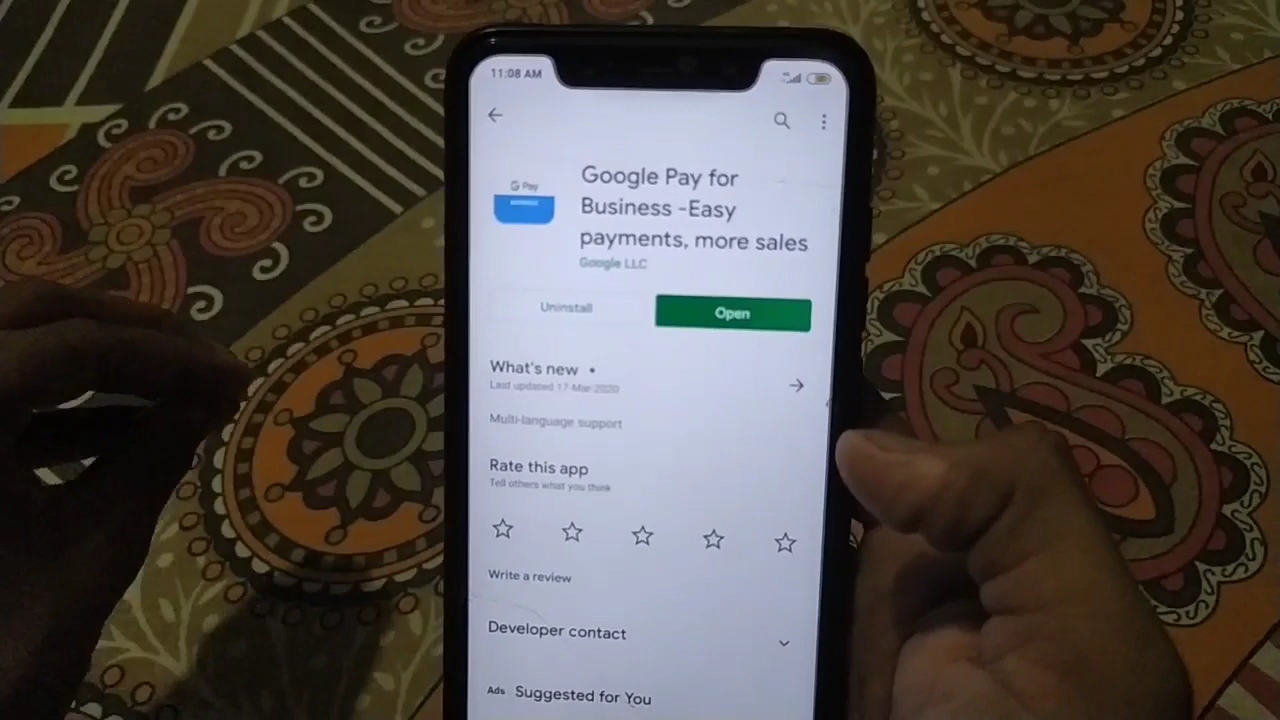 11:08 AM
G Pay
Google Pay for
Business -Easy
payments, more sales
Google LLC
Uninstall
Open
What's new •
Last updated 17-Mar-2020
Multi-language support
Rate this app
Tell others what you think
Write a review
Developer contact
Ads Suggested for You